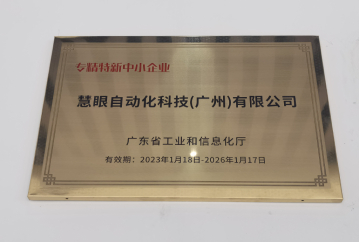 专精特新中小企业
慧眼自动化科技(广州)有限公司
广东省工业和信息化厅
有效期：2023年1月18日-2026年1月17日